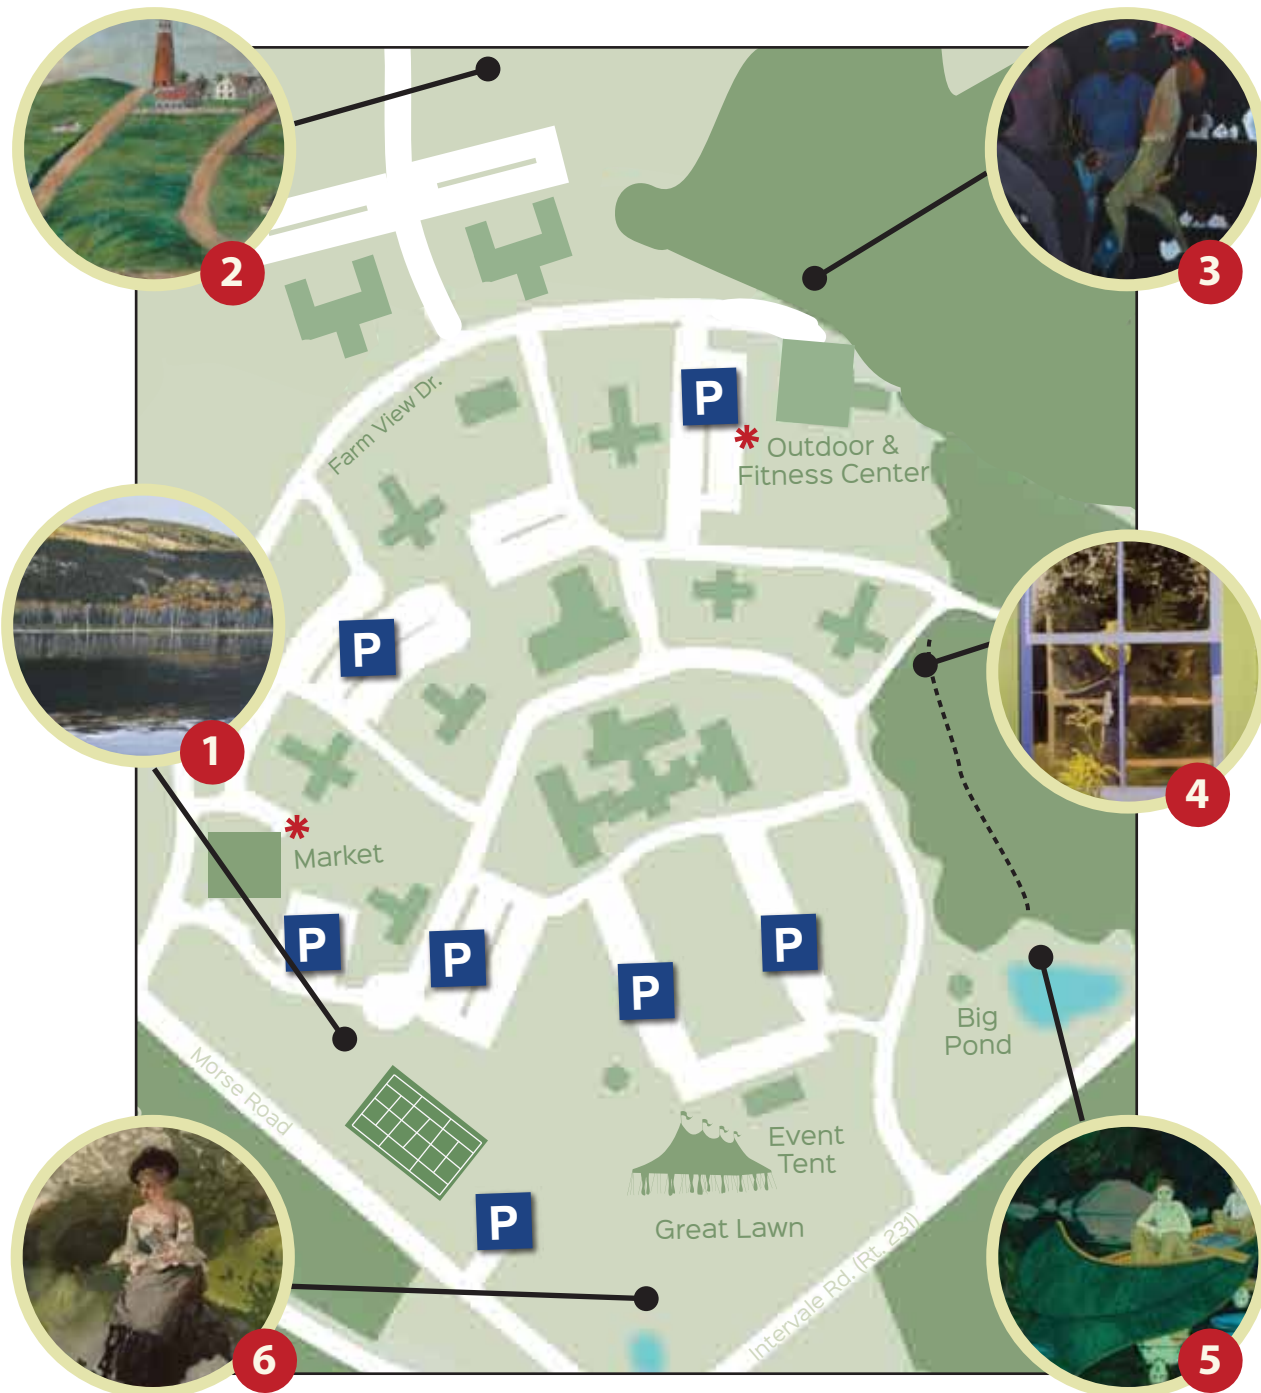 2
3
Farm View Dr.
P
* Outdoor &
Fitness Center
P
1
4
*
Market
P
P
P
P
Big
Pond
Morse Road
Event
Tent
P
Great Lawn
Intervale Rd. (Rt. 231)
6
5